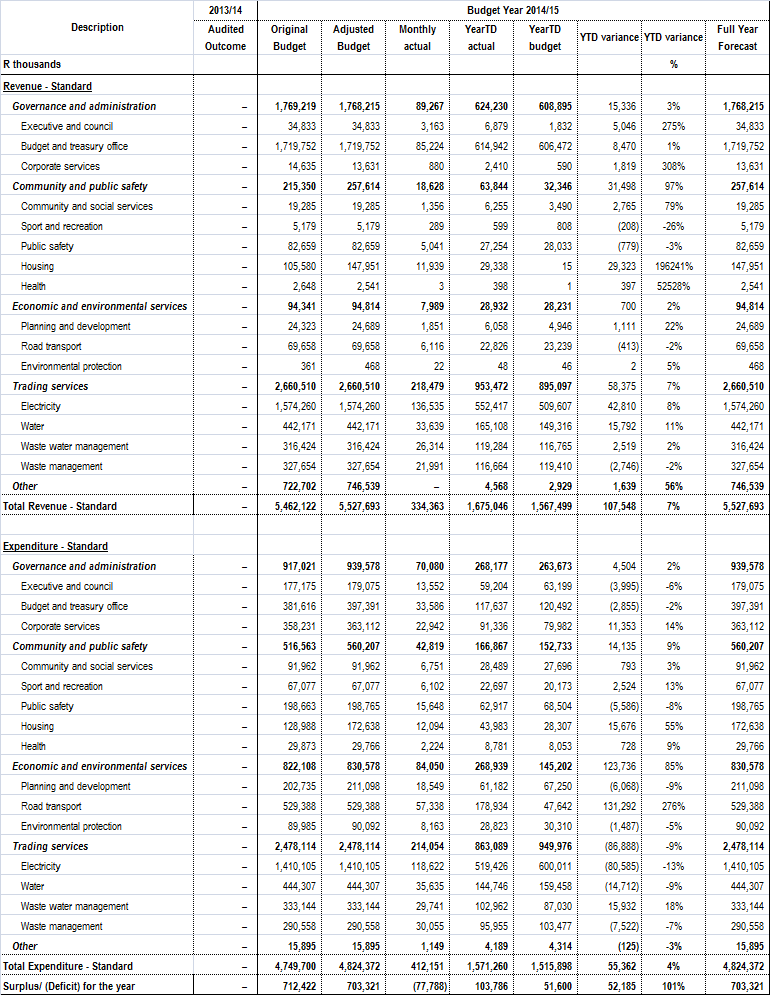 2013/14 Budget Year 2014/15
Description Audited Outcome Original Budget Adjusted Budget Monthly actual YearTD actual YearTD budget YTD variance YTD variance Full Year Forecast
R thousands %
Revenue - Standard
Governance and administration – 1,769,219 1,768,215 89,267 624,230 608,895 15,336 3% 1,768,215
Executive and council – 34,833 34,833 3,163 6,879 1,832 5,046 275% 34,833
Budget and treasury office – 1,719,752 1,719,752 85,224 614,942 606,472 8,470 1% 1,719,752
Corporate services – 14,635 13,631 880 2,410 590 1,819 308% 13,631
Community and public safety – 215,350 257,614 18,628 63,844 32,346 31,498 97% 257,614
Community and social services – 19,285 19,285 1,356 6,255 3,490 2,765 79% 19,285
Sport and recreation – 5,179 5,179 289 599 808 (208) -26% 5,179
Public safety – 82,659 82,659 5,041 27,254 28,033 (779) -3% 82,659
Housing – 105,580 147,951 11,939 29,338 15 29,323 196241% 147,951
Health – 2,648 2,541 3 398 1 397 52528% 2,541
Economic and environmental services – 94,341 94,814 7,989 28,932 28,231 700 2% 94,814
Planning and development – 24,323 24,689 1,851 6,058 4,946 1,111 22% 24,689
Road transport – 69,658 69,658 6,116 22,826 23,239 (413) -2% 69,658
Environmental protection – 361 468 22 48 46 2 5% 468
Trading services – 2,660,510 2,660,510 218,479 953,472 895,097 58,375 7% 2,660,510
Electricity – 1,574,260 1,574,260 136,535 552,417 509,607 42,810 8% 1,574,260
Water – 442,171 442,171 33,639 165,108 149,316 15,792 11% 442,171
Waste water management – 316,424 316,424 26,314 119,284 116,765 2,519 2% 316,424
Waste management – 327,654 327,654 21,991 116,664 119,410 (2,746) -2% 327,654
Other – 722,702 746,539 – 4,568 2,929 1,639 56% 746,539
Total Revenue - Standard – 5,462,122 5,527,693 334,363 1,675,046 1,567,499 107,548 7% 5,527,693
Expenditure - Standard
Governance and administration – 917,021 939,578 70,080 268,177 263,673 4,504 2% 939,578
Executive and council – 177,175 179,075 13,552 59,204 63,199 (3,995) -6% 179,075
Budget and treasury office – 381,616 397,391 33,586 117,637 120,492 (2,855) -2% 397,391
Corporate services – 358,231 363,112 22,942 91,336 79,982 11,353 14% 363,112
Community and public safety – 516,563 560,207 42,819 166,867 152,733 14,135 9% 560,207
Community and social services – 91,962 91,962 6,751 28,489 27,696 793 3% 91,962
Sport and recreation – 67,077 67,077 6,102 22,697 20,173 2,524 13% 67,077
Public safety – 198,663 198,765 15,648 62,917 68,504 (5,586) -8% 198,765
Housing – 128,988 172,638 12,094 43,983 28,307 15,676 55% 172,638
Health – 29,873 29,766 2,224 8,781 8,053 728 9% 29,766
Economic and environmental services – 822,108 830,578 84,050 268,939 145,202 123,736 85% 830,578
Planning and development – 202,735 211,098 18,549 61,182 67,250 (6,068) -9% 211,098
Road transport – 529,388 529,388 57,338 178,934 47,642 131,292 276% 529,388
Environmental protection – 89,985 90,092 8,163 28,823 30,310 (1,487) -5% 90,092
Trading services – 2,478,114 2,478,114 214,054 863,089 949,976 (86,888) -9% 2,478,114
Electricity – 1,410,105 1,410,105 118,622 519,426 600,011 (80,585) -13% 1,410,105
Water – 444,307 444,307 35,635 144,746 159,458 (14,712) -9% 444,307
Waste water management – 333,144 333,144 29,741 102,962 87,030 15,932 18% 333,144
Waste management – 290,558 290,558 30,055 95,955 103,477 (7,522) -7% 290,558
Other – 15,895 15,895 1,149 4,189 4,314 (125) -3% 15,895
Total Expenditure - Standard – 4,749,700 4,824,372 412,151 1,571,260 1,515,898 55,362 4% 4,824,372
Surplus/ (Deficit) for the year – 712,422 703,321 (77,788) 103,786 51,600 52,185 101% 703,321